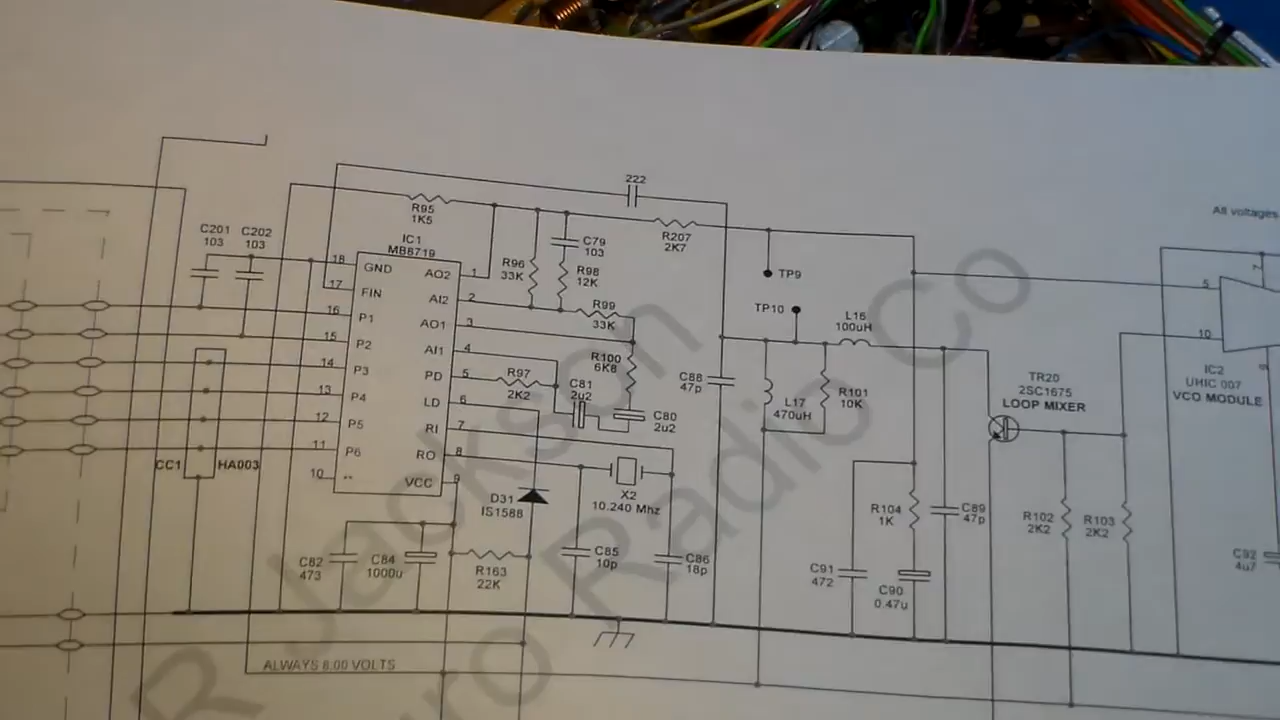 All voltages
222
R95
1K5
C201
103
C202
103
IC1
MB8719
C79
103
R207
2K7
R96
33K
R98
12K
TP9
18
GND
AO2
1
17
FIN
AI2
2
R99
33K
TP10
L16
100uH
5
7
16
P1
AO1
3
15
P2
AI1
4
R100
6K8
10
14
P3
PD
5
R97
2K2
C81
2u2
C88
47p
L17
470uH
R101
10K
TR20
2SC1675
LOOP MIXER
IC2
UHIC 007
VCO MODULE
13
P4
LD
6
C80
2u2
12
P5
RI
7
11
P6
RO
8
CC1
HA003
10
VCC
9
D31
IS1588
X2
10.240 Mhz
R104
1K
C89
47p
R102
2K2
R103
2K2
C82
473
C84
1000u
R163
22K
C85
10p
C86
18p
C91
472
C90
0.47u
C92
4u7
ALWAYS 8.00 VOLTS
R Jackson
Radio Co